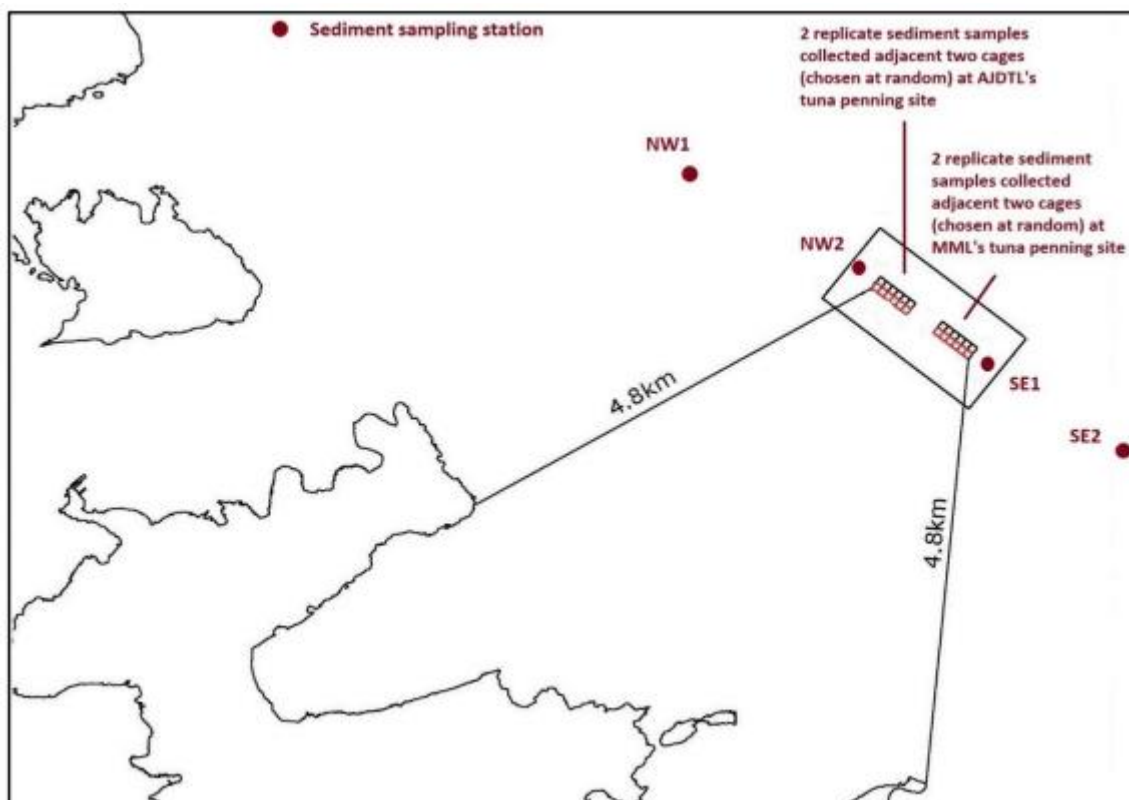 Sediment sampling station
2 replicate sediment samples
collected adjacent two cages
(chosen at random) at AJDTL's
tuna penning site
NW1
2 replicate sediment
samples collected
adjacent two cages
(chosen at random) at
MML's tuna penning site
NW2
4.8km
SE1
SE2
4.8km